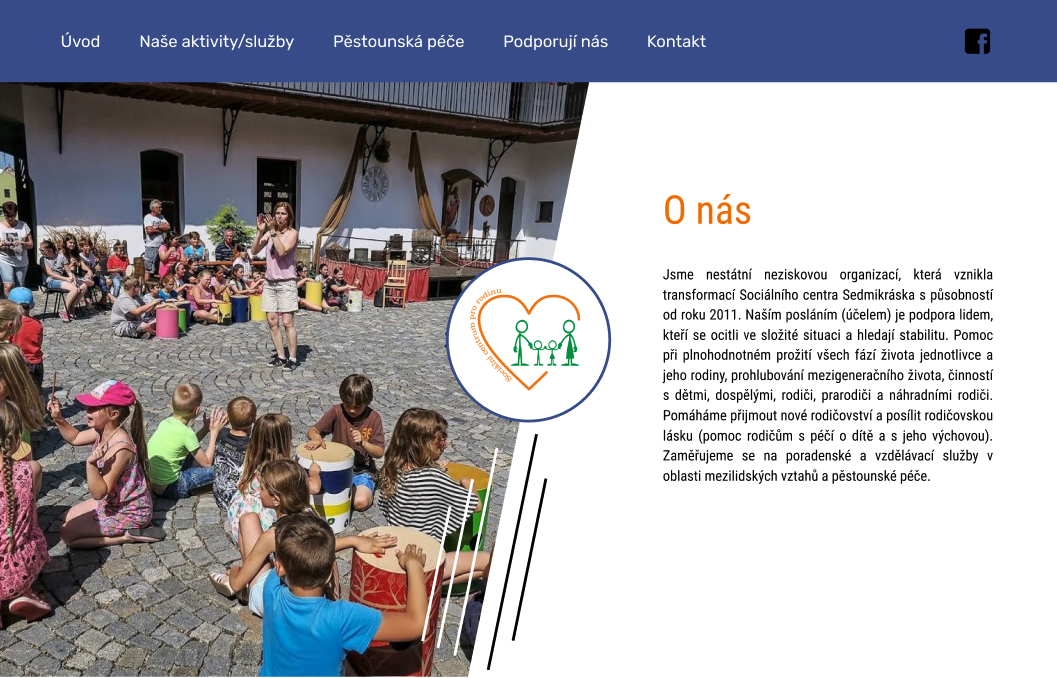 Úvod Naše aktivity/služby Pěstounská péče Podporují nás Kontakt
O nás
Sociální centrum pro rodinu
Jsme nestátní neziskovou organizací, která vznikla
transformací Sociálního centra Sedmikráska s působností
od roku 2011. Naším posláním (účelem) je podpora lidem,
kteří se ocitli ve složité situaci a hledají stabilitu. Pomoc
při plnohodnotném prožití všech fází života jednotlivce a
jeho rodiny, prohlubování mezigeneračního života, činností
s dětmi, dospělými, rodiči, prarodiči a náhradními rodiči.
Pomáháme přijmout nové rodičovství a posílit rodičovskou
lásku (pomoc rodičům s péčí o dítě a s jeho výchovou).
Zaměřujeme se na poradenské a vzdělávací služby v
oblasti mezilidských vztahů a pěstounské péče.